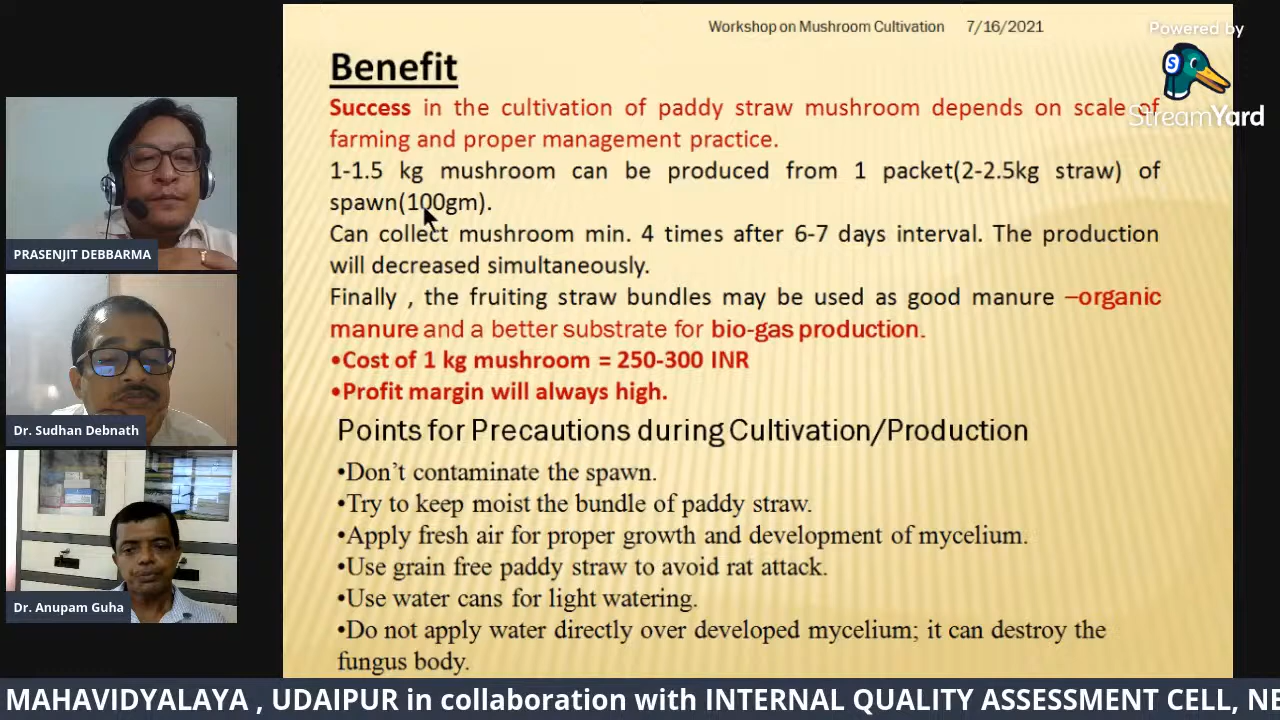 Workshop on Mushroom Cultivation 7/16/2021
Powered by
StreamYard
Benefit
Success in the cultivation of paddy straw mushroom depends on scale of
farming and proper management practice.
1-1.5 kg mushroom can be produced from 1 packet(2-2.5kg straw) of
spawn(100gm).
Can collect mushroom min. 4 times after 6-7 days interval. The production
will decreased simultaneously.
Finally , the fruiting straw bundles may be used as good manure –organic
manure and a better substrate for bio-gas production.
•Cost of 1 kg mushroom = 250-300 INR
•Profit margin will always high.
Points for Precautions during Cultivation/Production
•Don’t contaminate the spawn.
•Try to keep moist the bundle of paddy straw.
•Apply fresh air for proper growth and development of mycelium.
•Use grain free paddy straw to avoid rat attack.
•Use water cans for light watering.
•Do not apply water directly over developed mycelium; it can destroy the
fungus body.
PRASENJIT DEBBARMA
Dr. Sudhan Debnath
Dr. Anupam Guha
MAHAVIDYALAYA , UDAIPUR in collaboration with INTERNAL QUALITY ASSESSMENT CELL, NE